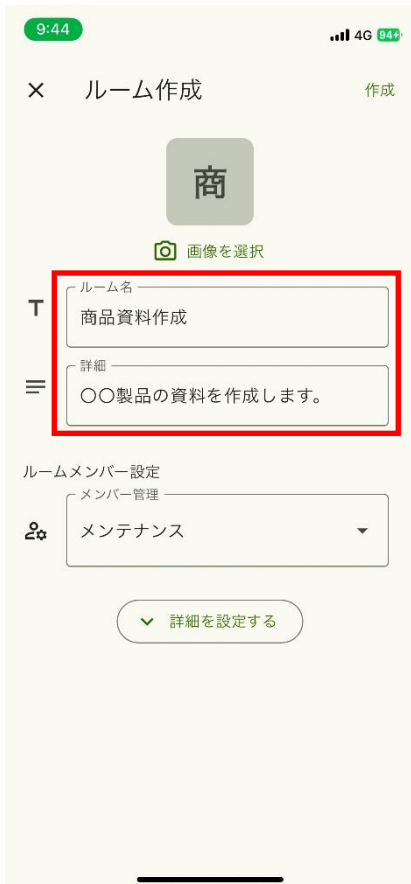 9:44
4G 94
ルーム作成
作成
商
画像を選択
ルーム名
T
商品資料作成
詳細
〇〇製品の資料を作成します。
ルームメンバー設定
メンバー管理
メンテナンス
詳細を設定する